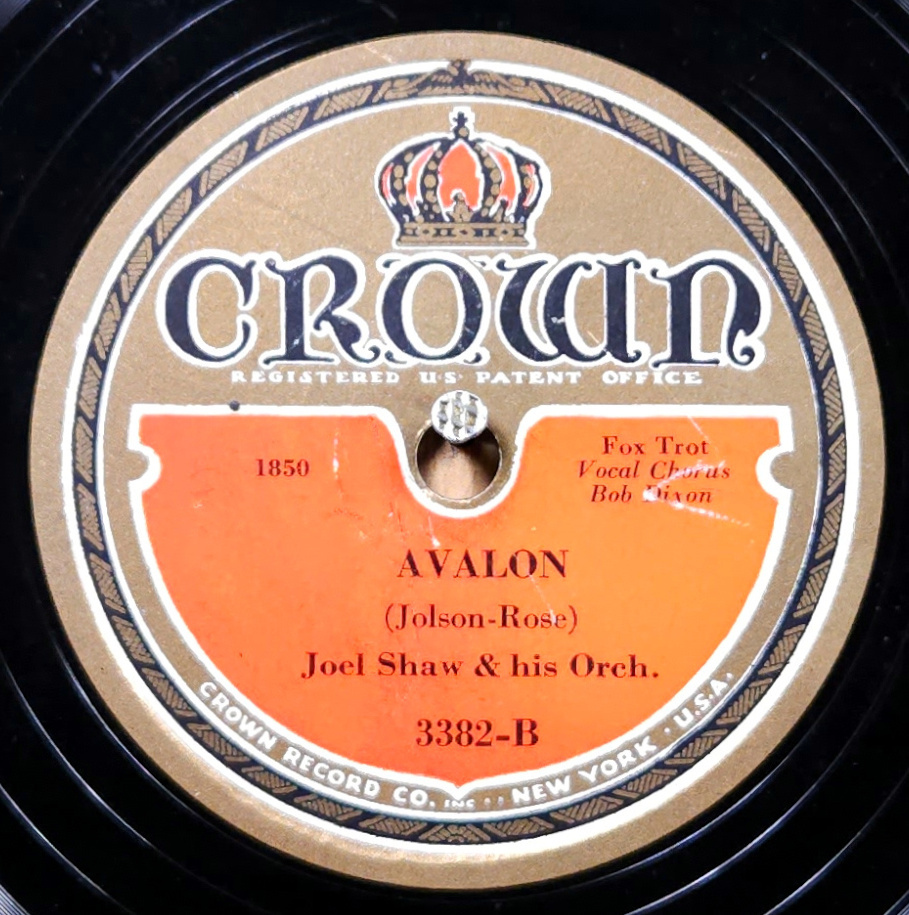 CROWN
REGISTERED U·S· PATENT OFFICE
1850
Fox Trot
Vocal Chorus
Bob Dixon
AVALON
(Jolson-Rose)
Joel Shaw & his Orch.
3382-B
CROWN RECORD CO. INC · · NEW YORK · U.S.A.